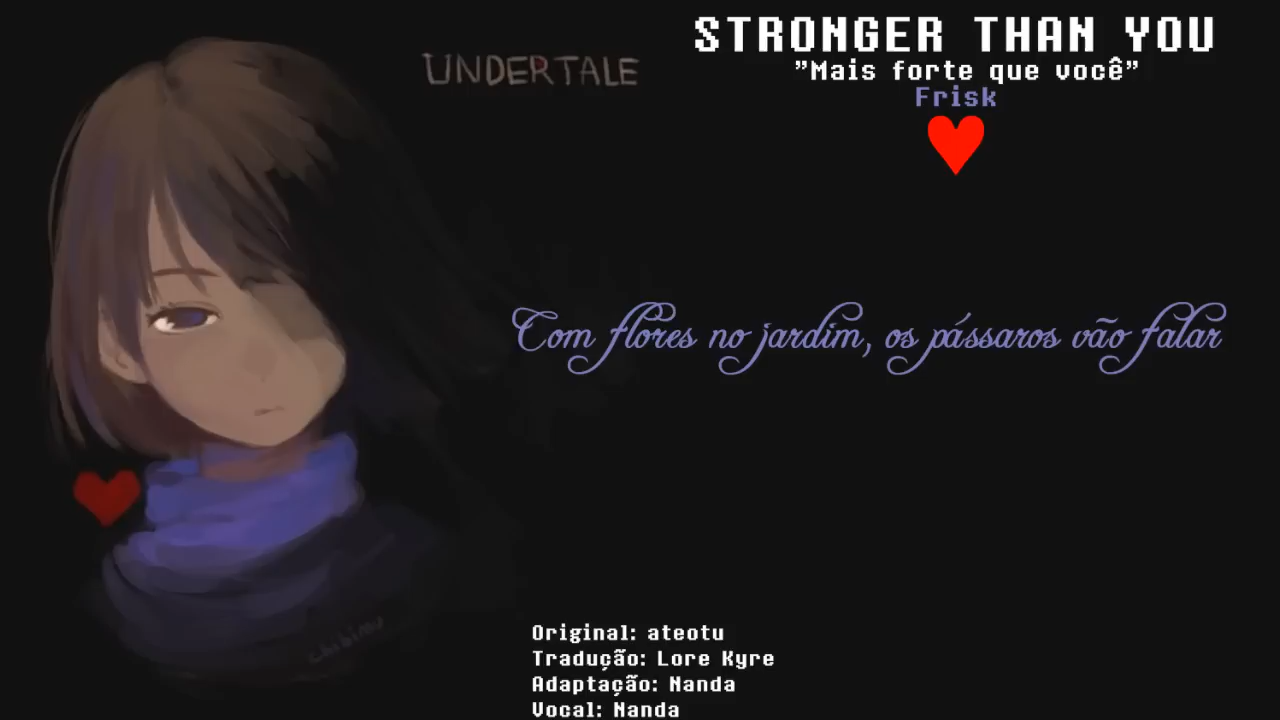 UNDERTALE
STRONGER THAN YOU
"Mais forte que você"
Frisk
Com flores no jardim, os pássaros vão falar
Original: ateotu
Tradução: Lore Kyre
Adaptação: Nanda
Vocal: Nanda